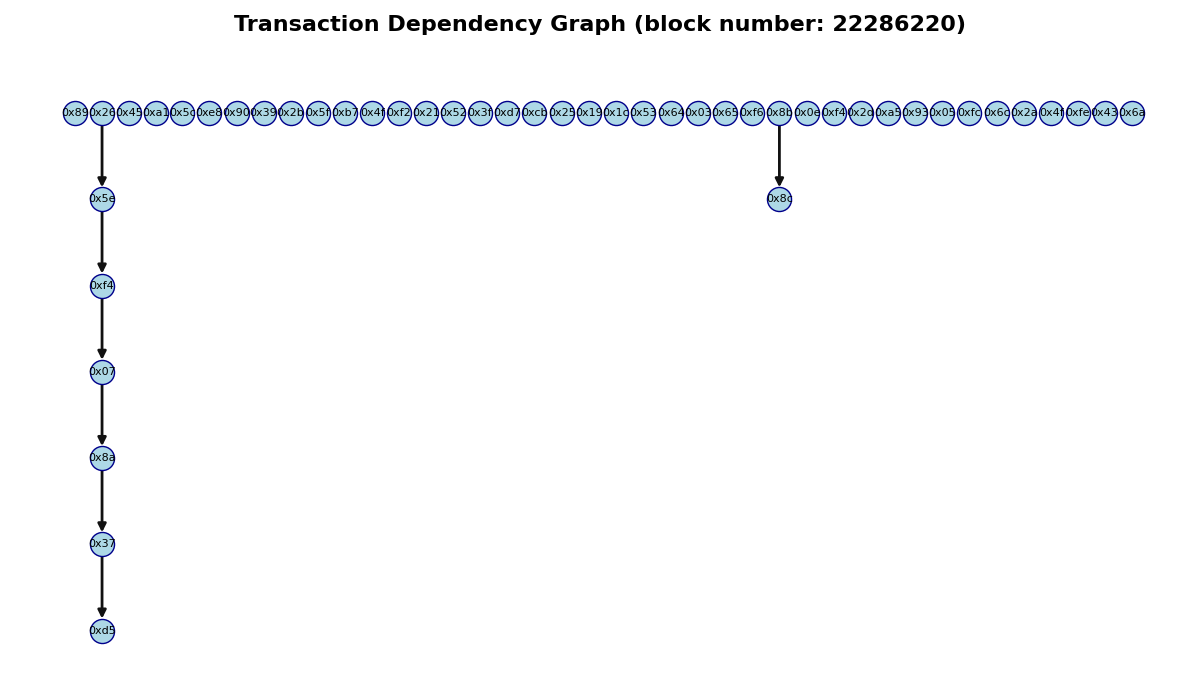 Transaction Dependency Graph (block number: 22286220)
0x89 0x26 0x45 0xa1 0x5c 0xe8 0x90 0x39 0x2b 0x5f 0xb7 0x4f 0xf2 0x21 0x52 0x3f 0xd7 0xcb 0x25 0x19 0x1c 0x53 0x64 0x03 0x65 0xf6 0x8b 0x0e 0xf4 0x2d 0xa5 0x93 0x05 0xfc 0x6c 0x2a 0x4f 0xfe 0x43 0x6a
0x5e 0x8c
0xf4
0x07
0x8a
0x37
0xd5